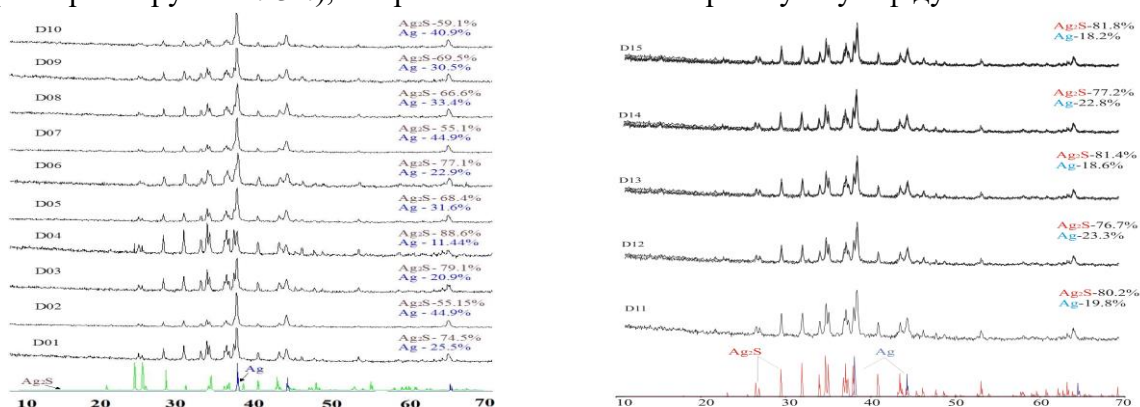 D10
Ag₂S-59.1%
Ag - 40.9%
D09
Ag₂S-69.5%
Ag - 30.5%
D08
Ag₂S- 66.6%
Ag - 33.4%
D07
Ag₂S- 55.1%
Ag - 44.9%
D06
Ag₂S- 77.1%
Ag - 22.9%
D05
Ag₂S- 68.4%
Ag - 31.6%
D04
Ag₂S - 88.6%
Ag - 11.44%
D03
Ag₂S - 79.1%
Ag - 20.9%
D02
Ag₂S-55.15%
Ag - 44.9%
D01
Ag₂S - 74.5%
Ag - 25.5%
Ag₂S
Ag
10 20 30 40 50 60 70
D15
Ag₂S-81.8%
Ag-18.2%
D14
Ag₂S-77.2%
Ag-22.8%
D13
Ag₂S-81.4%
Ag-18.6%
D12
Ag₂S-76.7%
Ag-23.3%
D11
Ag₂S-80.2%
Ag-19.8%
Ag₂S
Ag
10 20 30 40 50 60 70